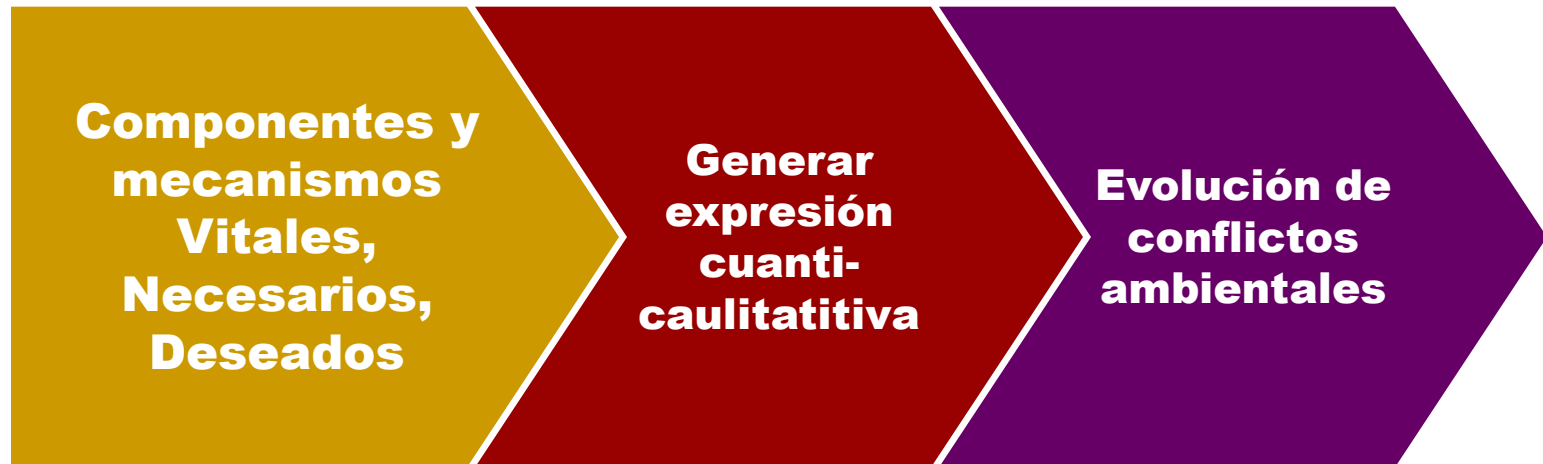 Componentes y
mecanismos
Vitales,
Necesarios,
Deseados
Generar
expresión
cuanti-
caulitatitiva
Evolución de
conflictos
ambientales